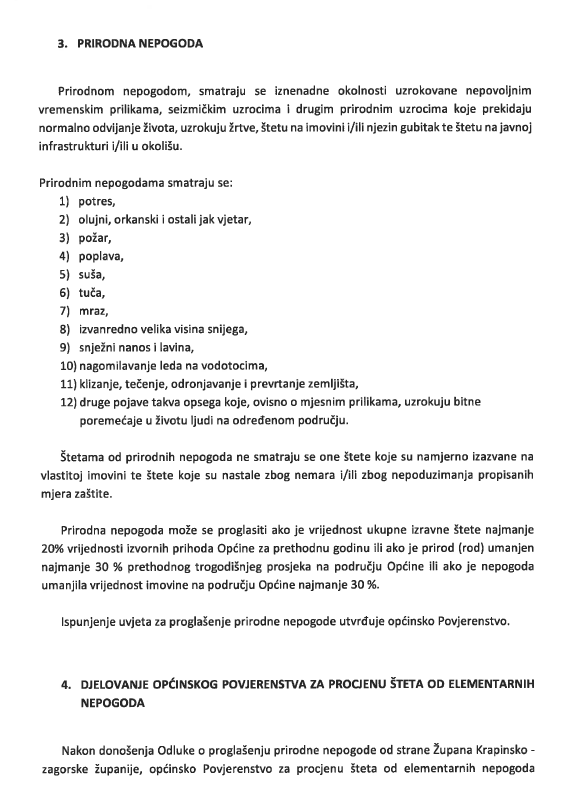 3. PRIRODNA NEPOGODA
Prirodnom nepogodom, smatraju se iznenadne okolnosti uzrokovane nepovoljnim
vremenskim prilikama, seizmičkim uzrocima i drugim prirodnim uzrocima koje prekidaju
normalno odvijanje života, uzrokuju žrtve, štetu na imovini i/ili njezin gubitak te štetu na javnoj
infrastrukturi i/ili u okolišu.
Prirodnim nepogodama smatraju se:
1) potres,
2) olujni, orkanski i ostali jak vjetar,
3) požar,
4) poplava,
5) suša,
6) tuča,
7) mraz,
8) izvanredno velika visina snijega,
9) snježni nanos i lavina,
10) nagomilavanje leda na vodotocima,
11) klizanje, tečenje, odronjavanje i prevrtanje zemljišta,
12) druge pojave takva opsega koje, ovisno o mjesnim prilikama, uzrokuju bitne
poremećaje u životu ljudi na određenom području.
Štetama od prirodnih nepogoda ne smatraju se one štete koje su namjerno izazvane na
vlastitoj imovini te štete koje su nastale zbog nemara i/ili zbog nepoduzimanja propisanih
mjera zaštite.
Prirodna nepogoda može se proglasiti ako je vrijednost ukupne izravne štete najmanje
20% vrijednosti izvornih prihoda Općine za prethodnu godinu ili ako je prirod (rod) umanjen
najmanje 30 % prethodnog trogodišnjeg prosjeka na području Općine ili ako je nepogoda
umanjila vrijednost imovine na području Općine najmanje 30 %.
Ispunjenje uvjeta za proglašenje prirodne nepogode utvrđuje općinsko Povjerenstvo.
4. DJELOVANJE OPĆINSKOG POVJERENSTVA ZA PROCJENU ŠTETA OD ELEMENTARNIH
NEPOGODA
Nakon donošenja Odluke o proglašenju prirodne nepogode od strane Župana Krapinsko -
zagorske županije, općinsko Povjerenstvo za procjenu šteta od elementarnih nepogoda